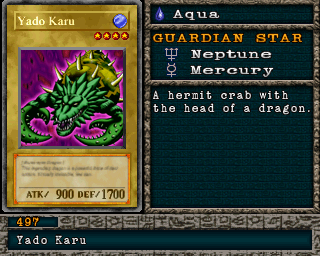 Yado Karu
Aqua
GUARDIAN STAR
Neptune
Mercury
A hermit crab with
the head of a dragon.
ATK/ 900 DEF/1700
497
Yado Karu